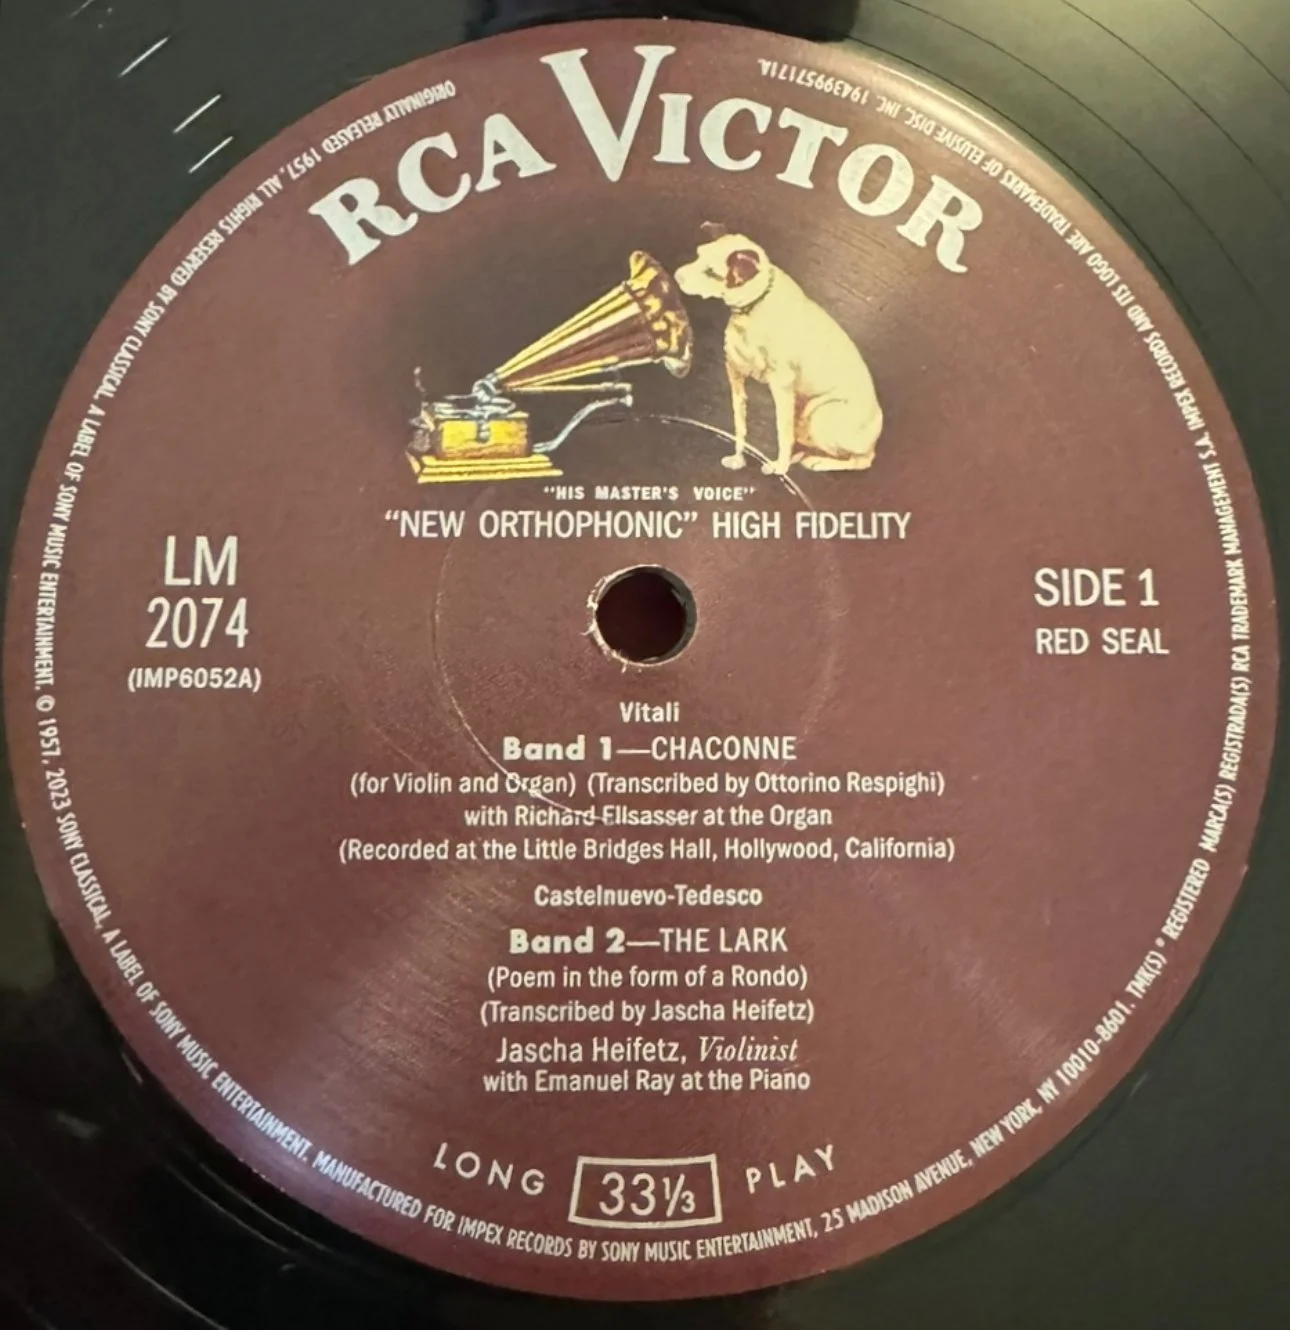 RCA VICTOR
"HIS MASTER'S VOICE"
"NEW ORTHOPHONIC" HIGH FIDELITY
LM
2074
(IMP6052A)
SIDE 1
RED SEAL
Vitali
Band 1—CHACONNE
(for Violin and Organ) (Transcribed by Ottorino Respighi)
with Richard Ellsasser at the Organ
(Recorded at the Little Bridges Hall, Hollywood, California)
Castelnuevo-Tedesco
Band 2—THE LARK
(Poem in the form of a Rondo)
(Transcribed by Jascha Heifetz)
Jascha Heifetz, Violinist
with Emanuel Ray at the Piano
LONG 33⅓ PLAY
ORIGINALLY RELEASED 1957. ALL RIGHTS RESERVED BY SONY CLASSICAL, A LABEL OF SONY MUSIC ENTERTAINMENT. © 1957, 2023 SONY CLASSICAL, A LABEL OF SONY MUSIC ENTERTAINMENT. MANUFACTURED FOR IMPEX RECORDS BY SONY MUSIC ENTERTAINMENT, 25 MADISON AVENUE, NEW YORK, NY 10010-8601. TMK(S) ® REGISTERED MARCA(S) REGISTRADA(S) RCA TRADEMARK MANAGEMENT S.A. IMPEX RECORDS AND ITS LOGO ARE TRADEMARKS OF ELUSIVE DISC, INC. 19439957171A.